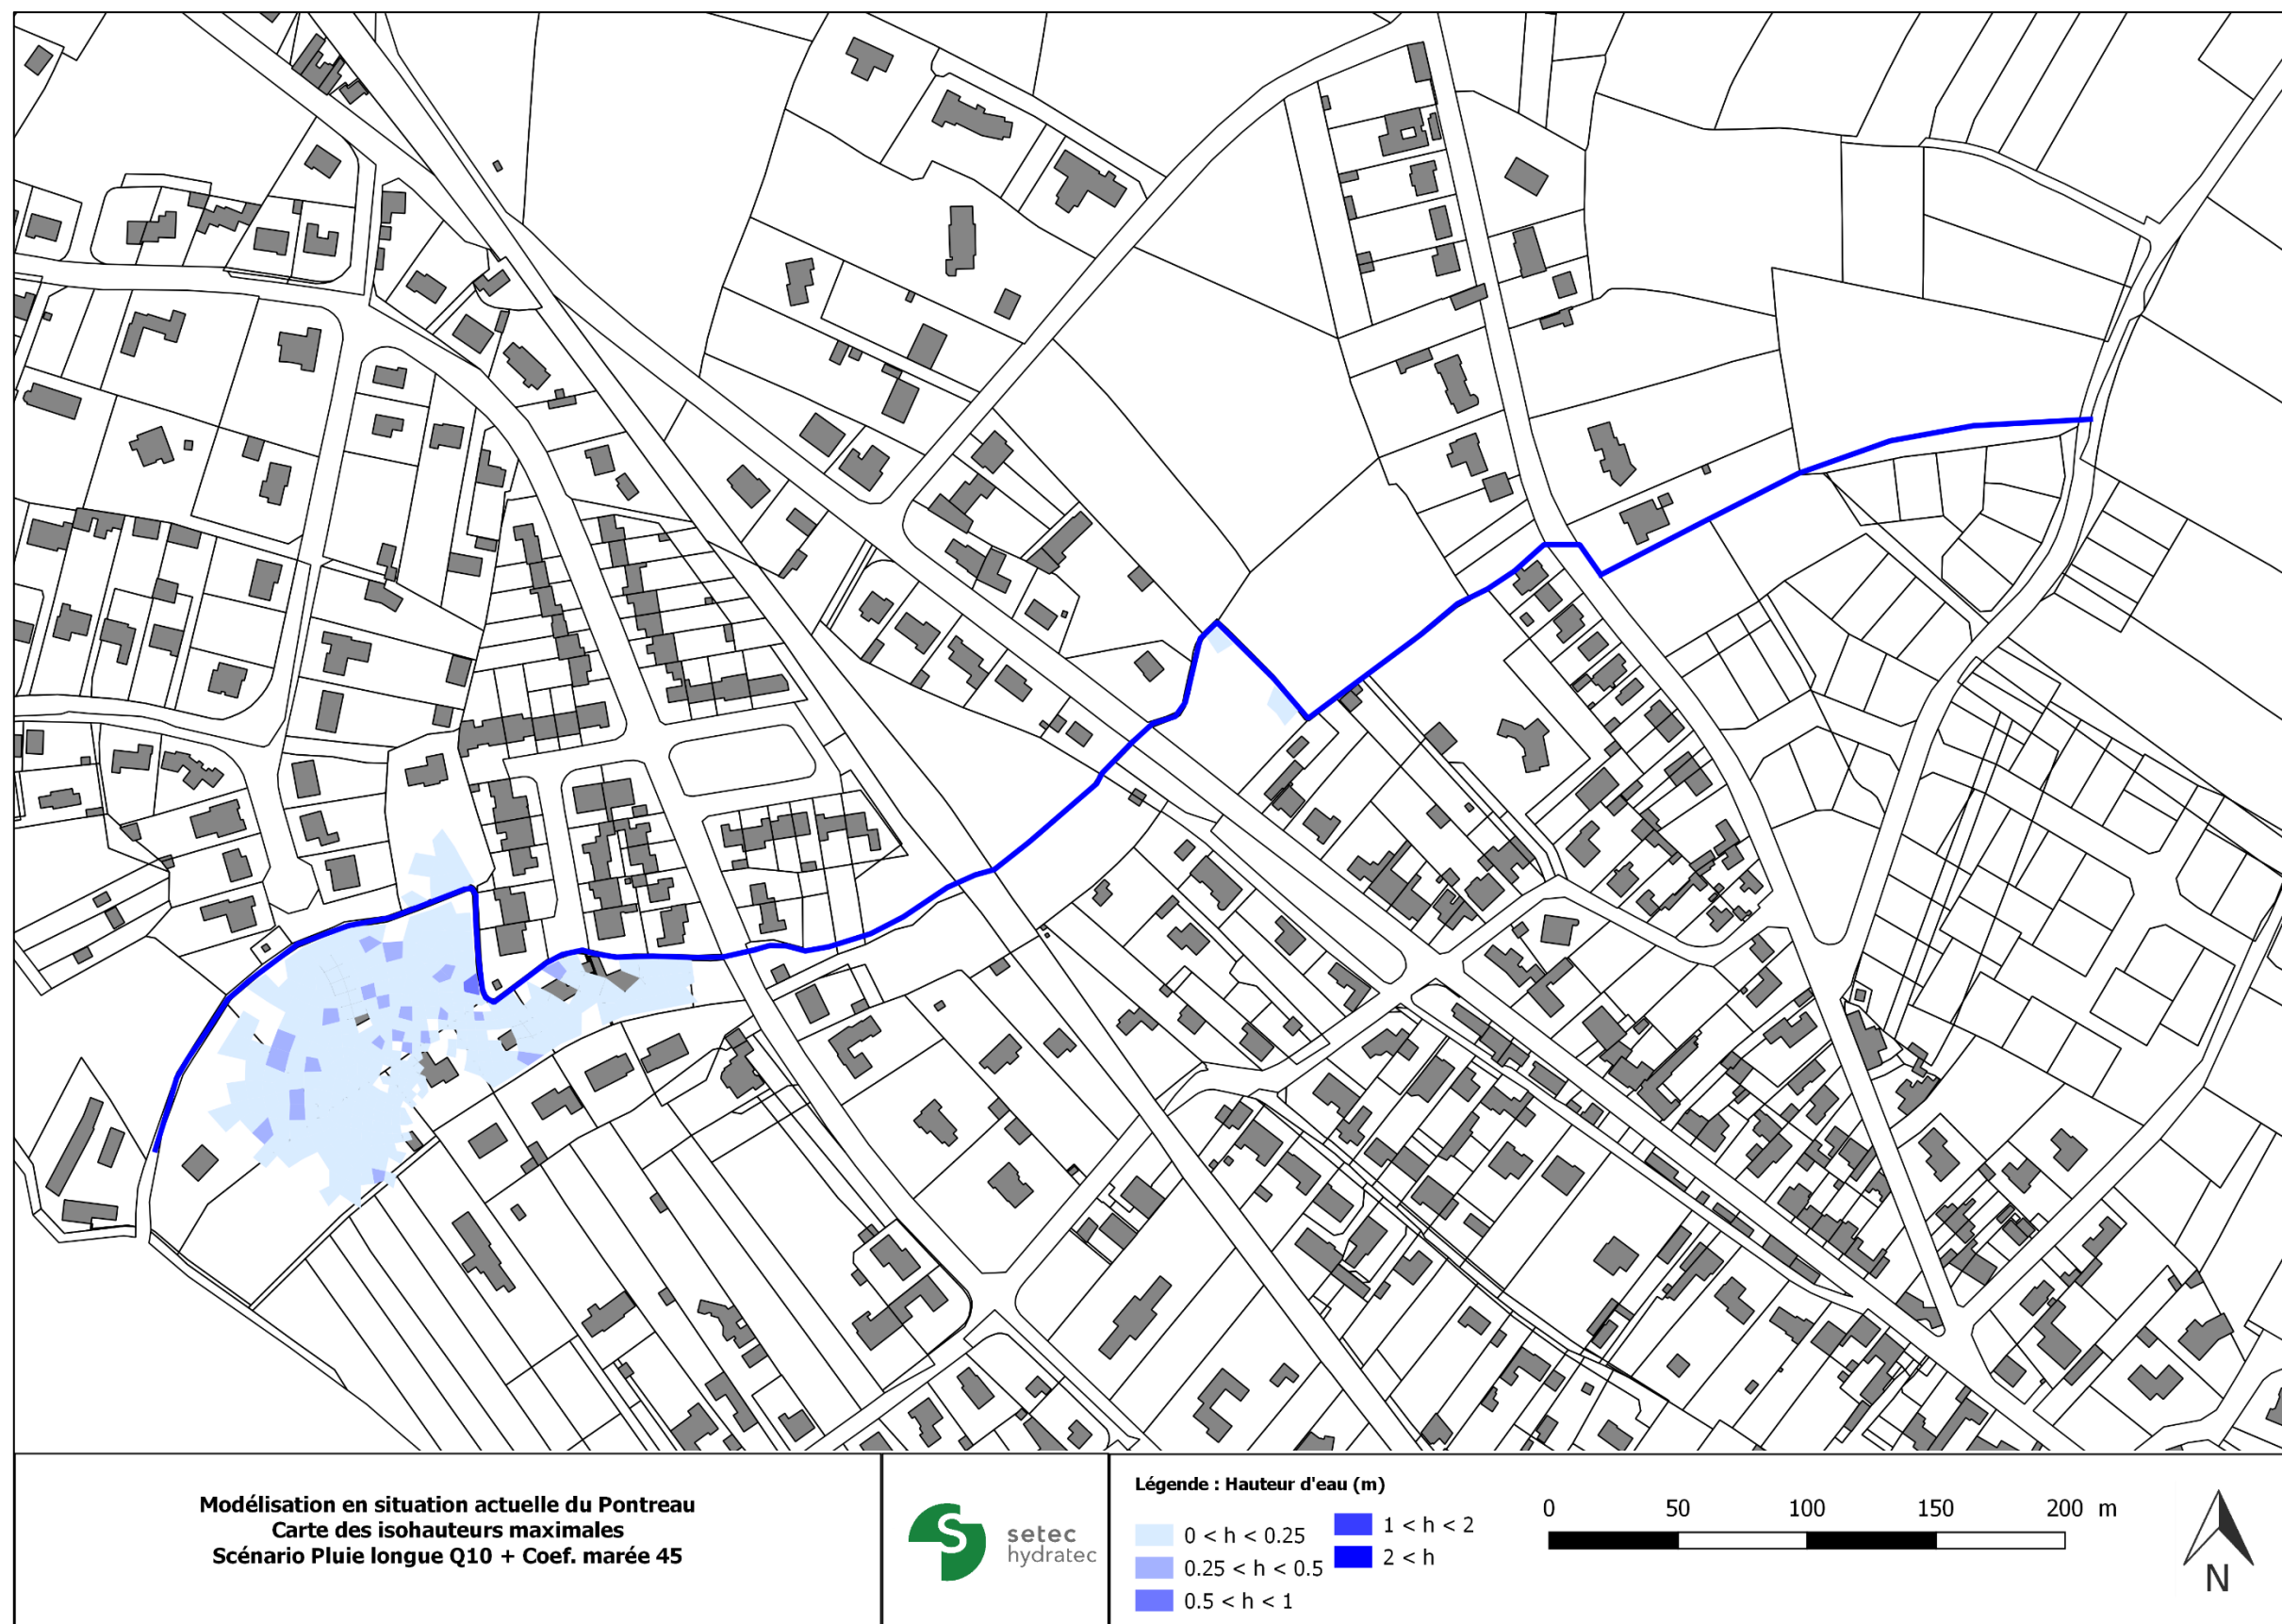 Modélisation en situation actuelle du Pontreau
Carte des isohauteurs maximales
Scénario Pluie longue Q10 + Coef. marée 45
S
setec
hydratec
Légende : Hauteur d'eau (m)
0 < h < 0.25
0.25 < h < 0.5
0.5 < h < 1
1 < h < 2
2 < h
0 50 100 150 200 m
N